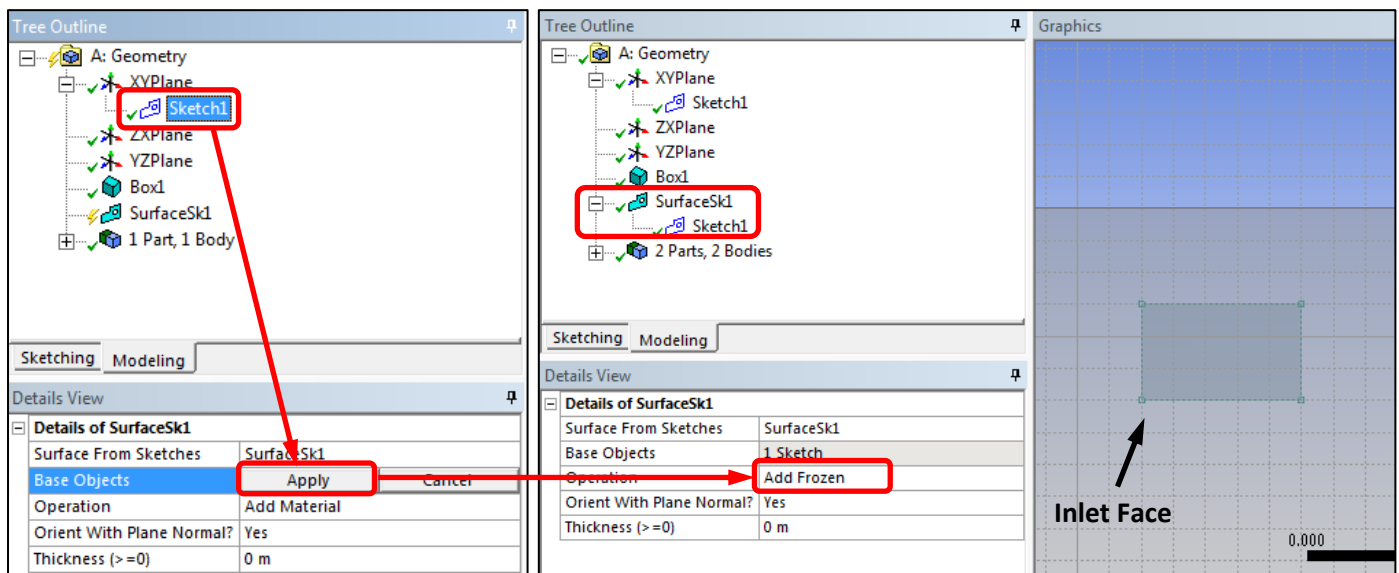 Tree Outline
A: Geometry
XYPlane
Sketch1
ZXPlane
YZPlane
Box1
SurfaceSk1
1 Part, 1 Body
Sketching Modeling
Details View
Details of SurfaceSk1
Surface From Sketches SurfaceSk1
Base Objects Apply Cancel
Operation Add Material
Orient With Plane Normal? Yes
Thickness (>=0) 0 m
Tree Outline
A: Geometry
XYPlane
Sketch1
ZXPlane
YZPlane
Box1
SurfaceSk1
Sketch1
2 Parts, 2 Bodies
Sketching Modeling
Details View
Details of SurfaceSk1
Surface From Sketches SurfaceSk1
Base Objects 1 Sketch
Operation Add Frozen
Orient With Plane Normal? Yes
Thickness (>=0) 0 m
Graphics
Inlet Face
0.000